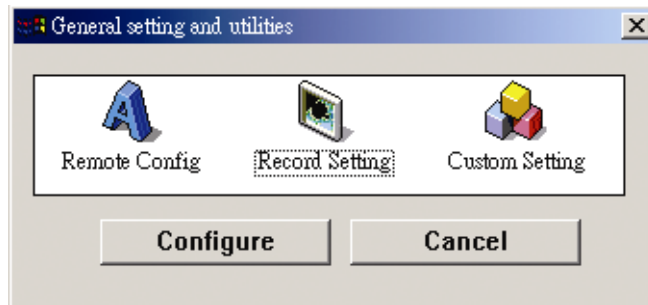 General setting and utilities
Remote Config Record Setting Custom Setting
Configure Cancel